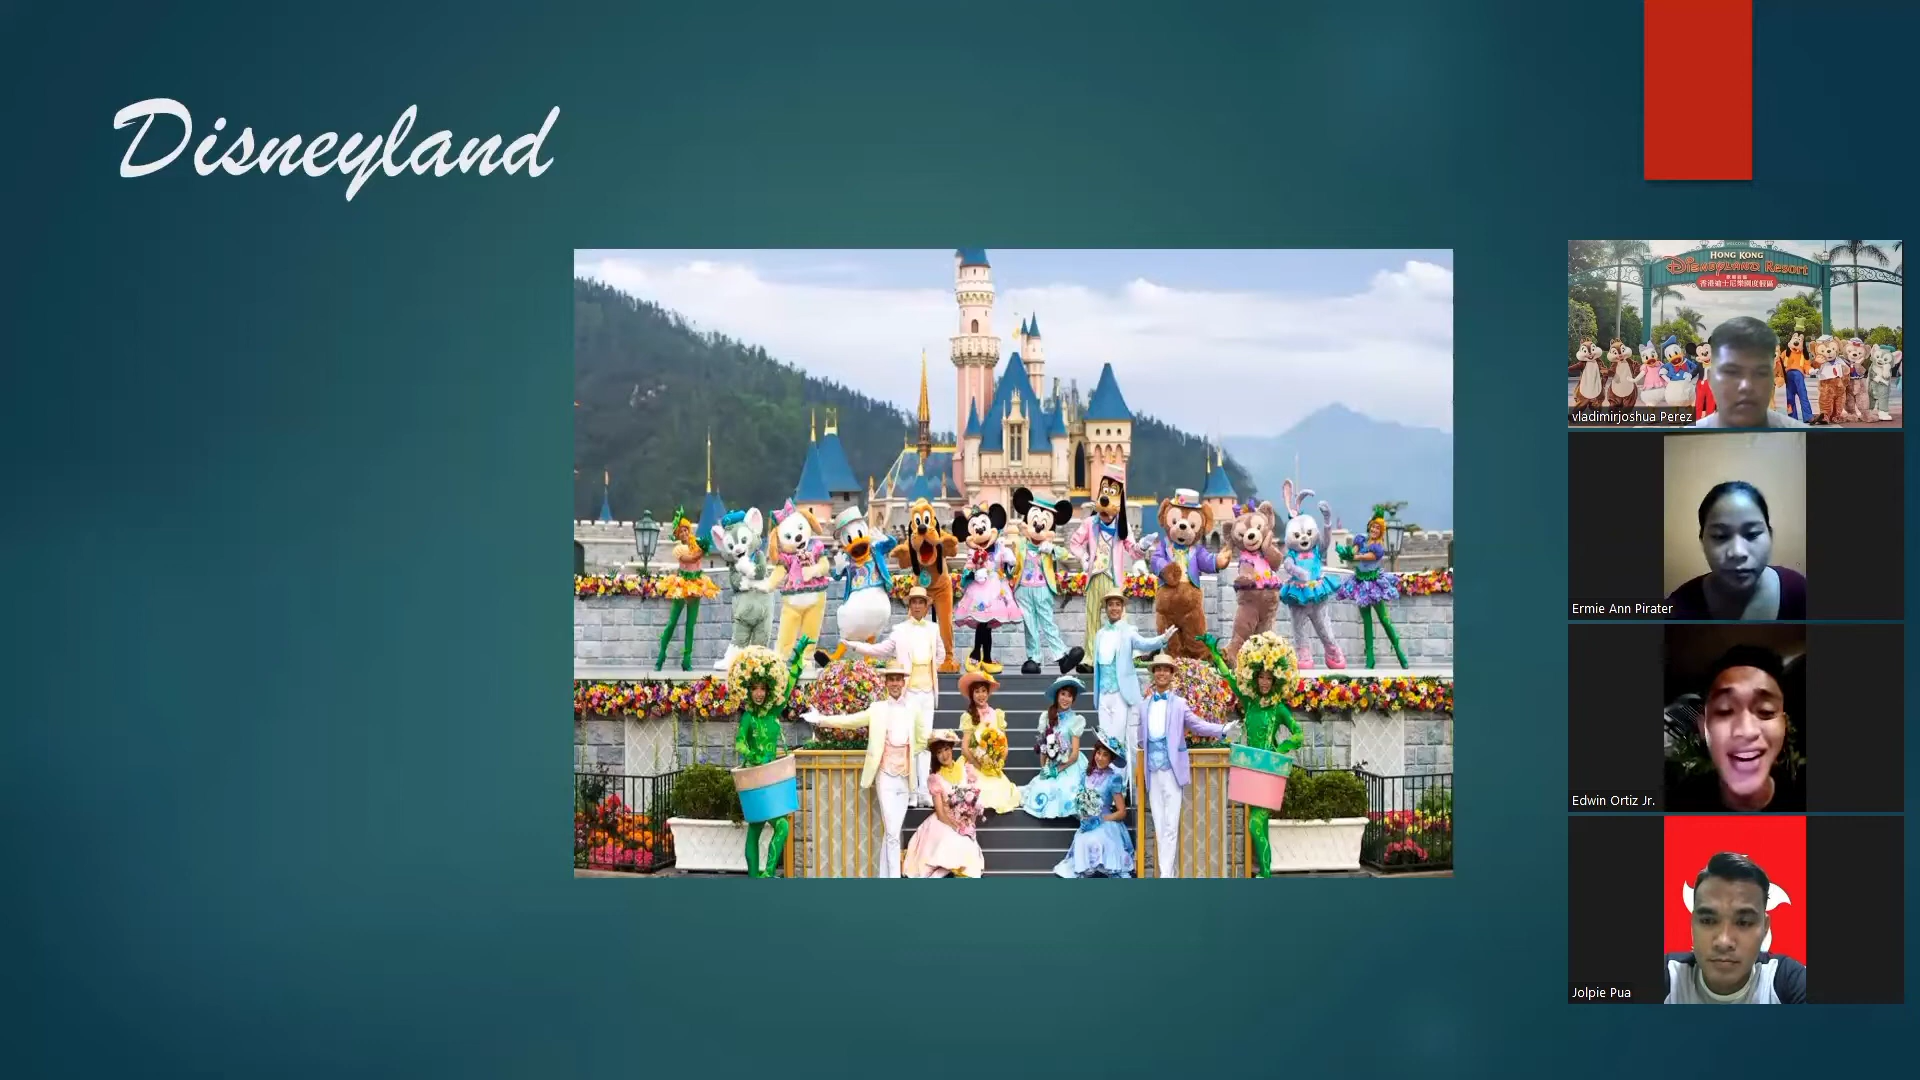 Disneyland
HONG KONG
Disneyland Resort
香港迪士尼樂園度假區
vladimirjoshua Perez
Ermie Ann Pirater
Edwin Ortiz Jr.
Jolpie Pua